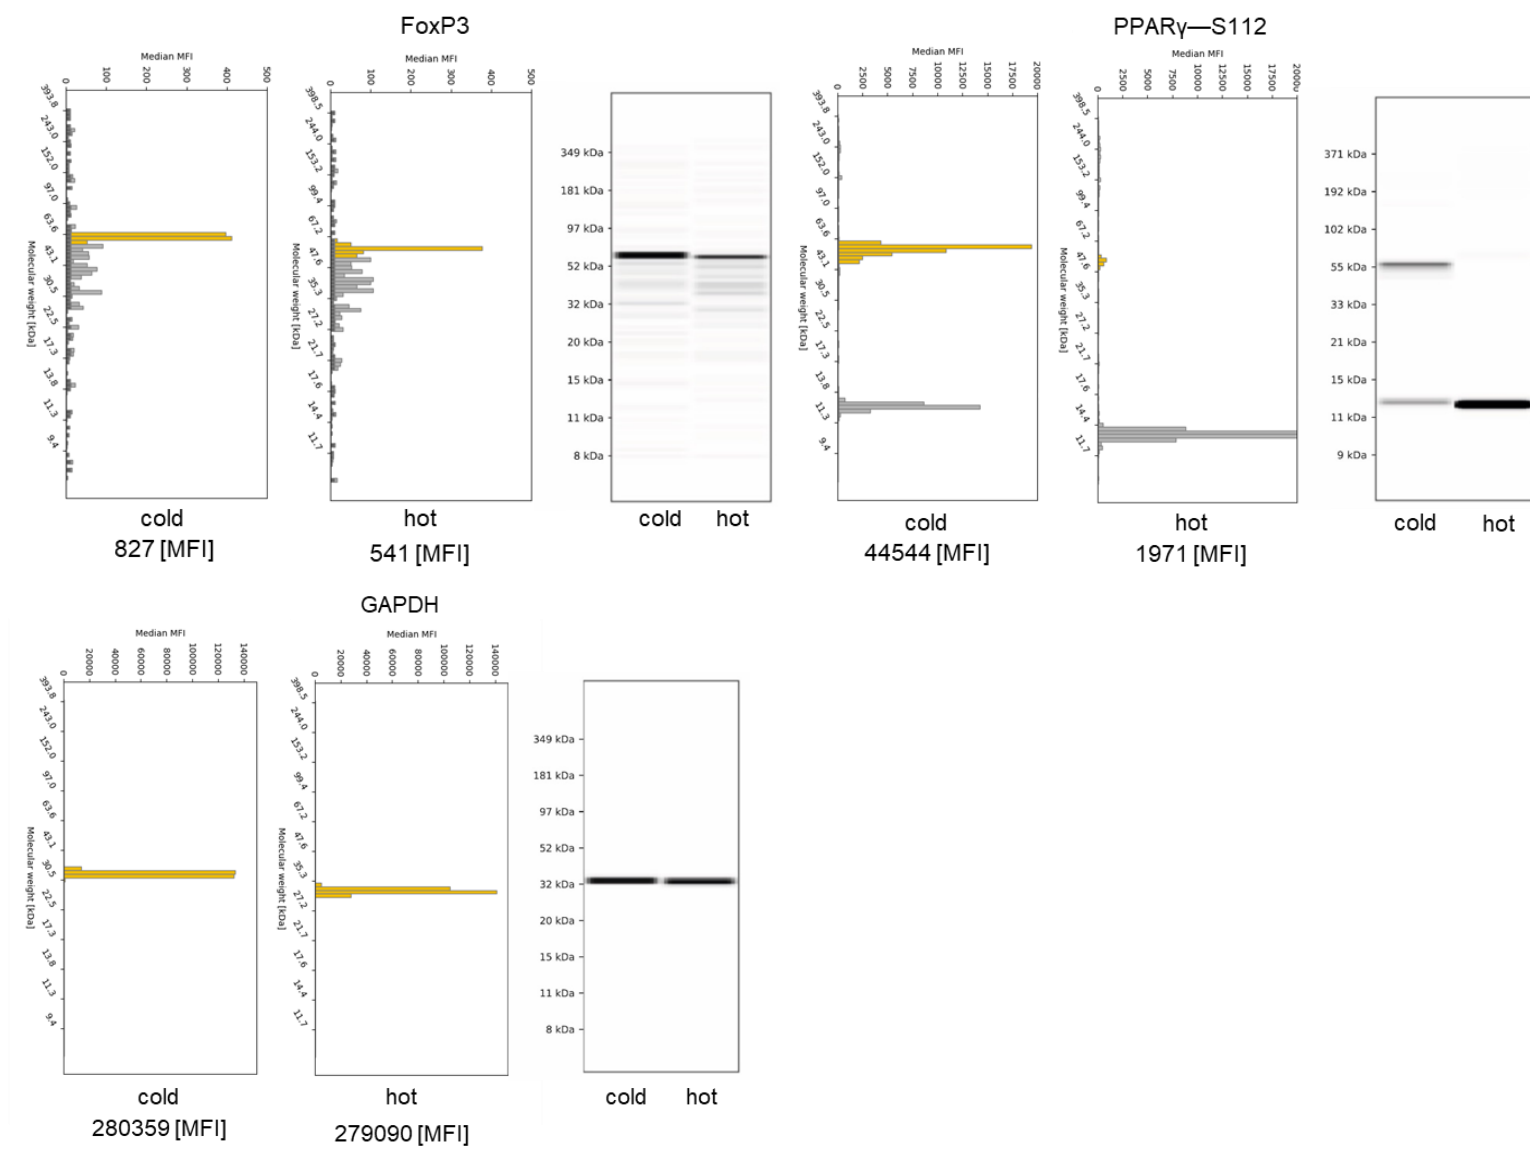 FoxP3
Median MFI
0 100 200 300 400 500
393.8
243.0
152.0
97.0
63.6
43.1
30.5
22.5
17.3
13.8
11.3
9.4
Molecular weight [kDa]
cold
827 [MFI]
Median MFI
0 100 200 300 400 500
398.5
244.0
153.2
99.4
67.2
47.6
35.3
27.2
21.7
17.6
14.4
11.7
Molecular weight [kDa]
hot
541 [MFI]
349 kDa
181 kDa
97 kDa
52 kDa
32 kDa
20 kDa
15 kDa
11 kDa
8 kDa
cold hot
PPARγ—S112
Median MFI
0 2500 5000 7500 10000 12500 15000 17500 20000
393.8
243.0
152.0
97.0
63.6
43.1
30.5
22.5
17.3
13.8
11.3
9.4
Molecular weight [kDa]
cold
44544 [MFI]
Median MFI
0 2500 5000 7500 10000 12500 15000 17500 20000
398.5
244.0
153.2
99.4
67.2
47.6
35.3
27.2
21.7
17.6
14.4
11.7
Molecular weight [kDa]
hot
1971 [MFI]
371 kDa
192 kDa
102 kDa
55 kDa
33 kDa
21 kDa
15 kDa
11 kDa
9 kDa
cold hot
GAPDH
Median MFI
0 20000 40000 60000 80000 100000 120000 140000
393.8
243.0
152.0
97.0
63.6
43.1
30.5
22.5
17.3
13.8
11.3
9.4
Molecular weight [kDa]
cold
280359 [MFI]
Median MFI
0 20000 40000 60000 80000 100000 120000 140000
398.5
244.0
153.2
99.4
67.2
47.6
35.3
27.2
21.7
17.6
14.4
11.7
Molecular weight [kDa]
hot
279090 [MFI]
349 kDa
181 kDa
97 kDa
52 kDa
32 kDa
20 kDa
15 kDa
11 kDa
8 kDa
cold hot